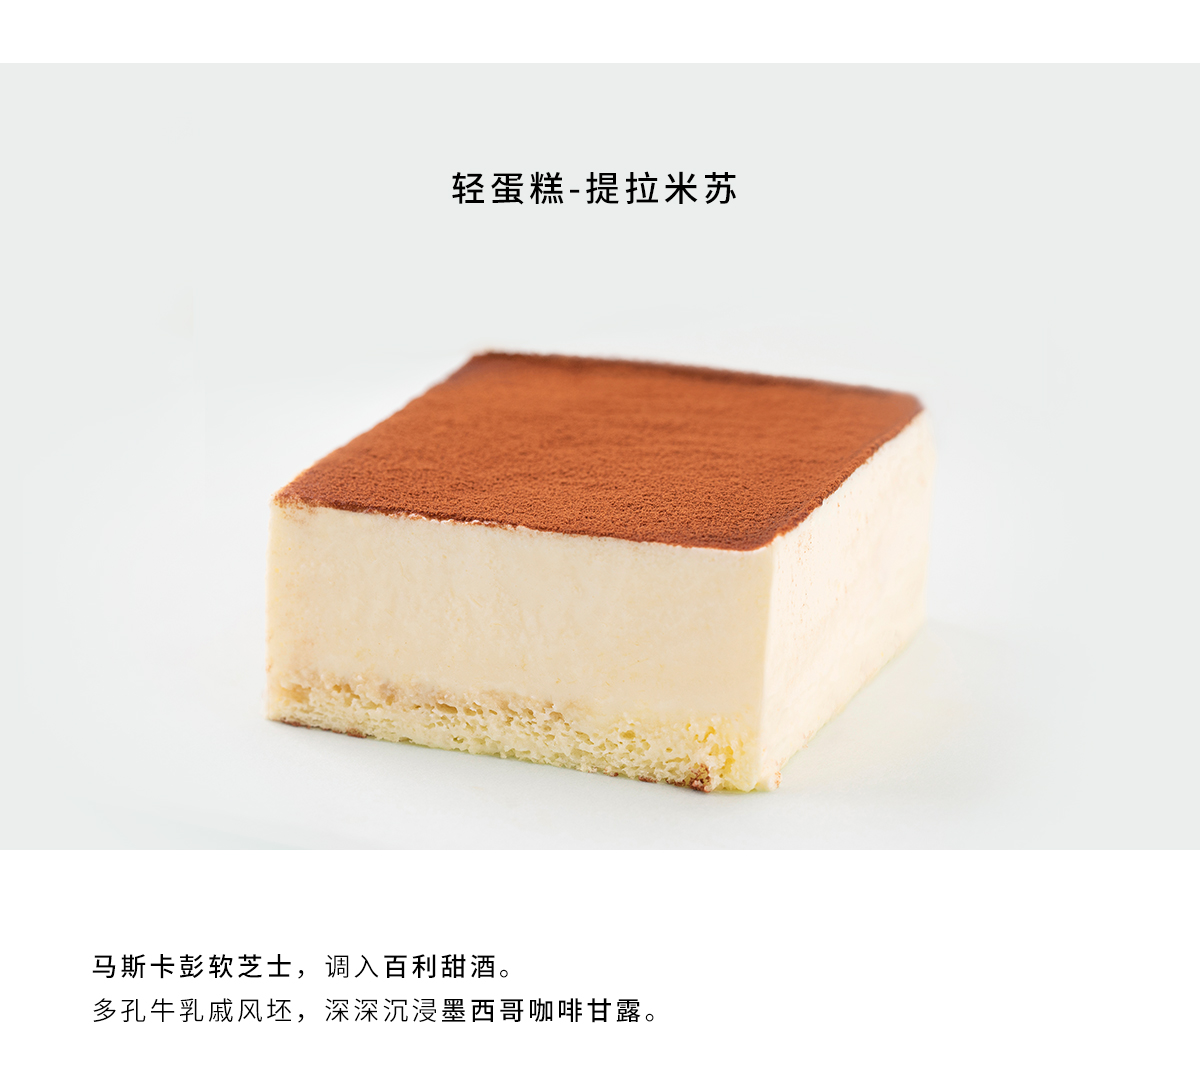 轻蛋糕-提拉米苏
马斯卡彭软芝士，调入百利甜酒。
多孔牛乳戚风坯，深深沉浸墨西哥咖啡甘露。